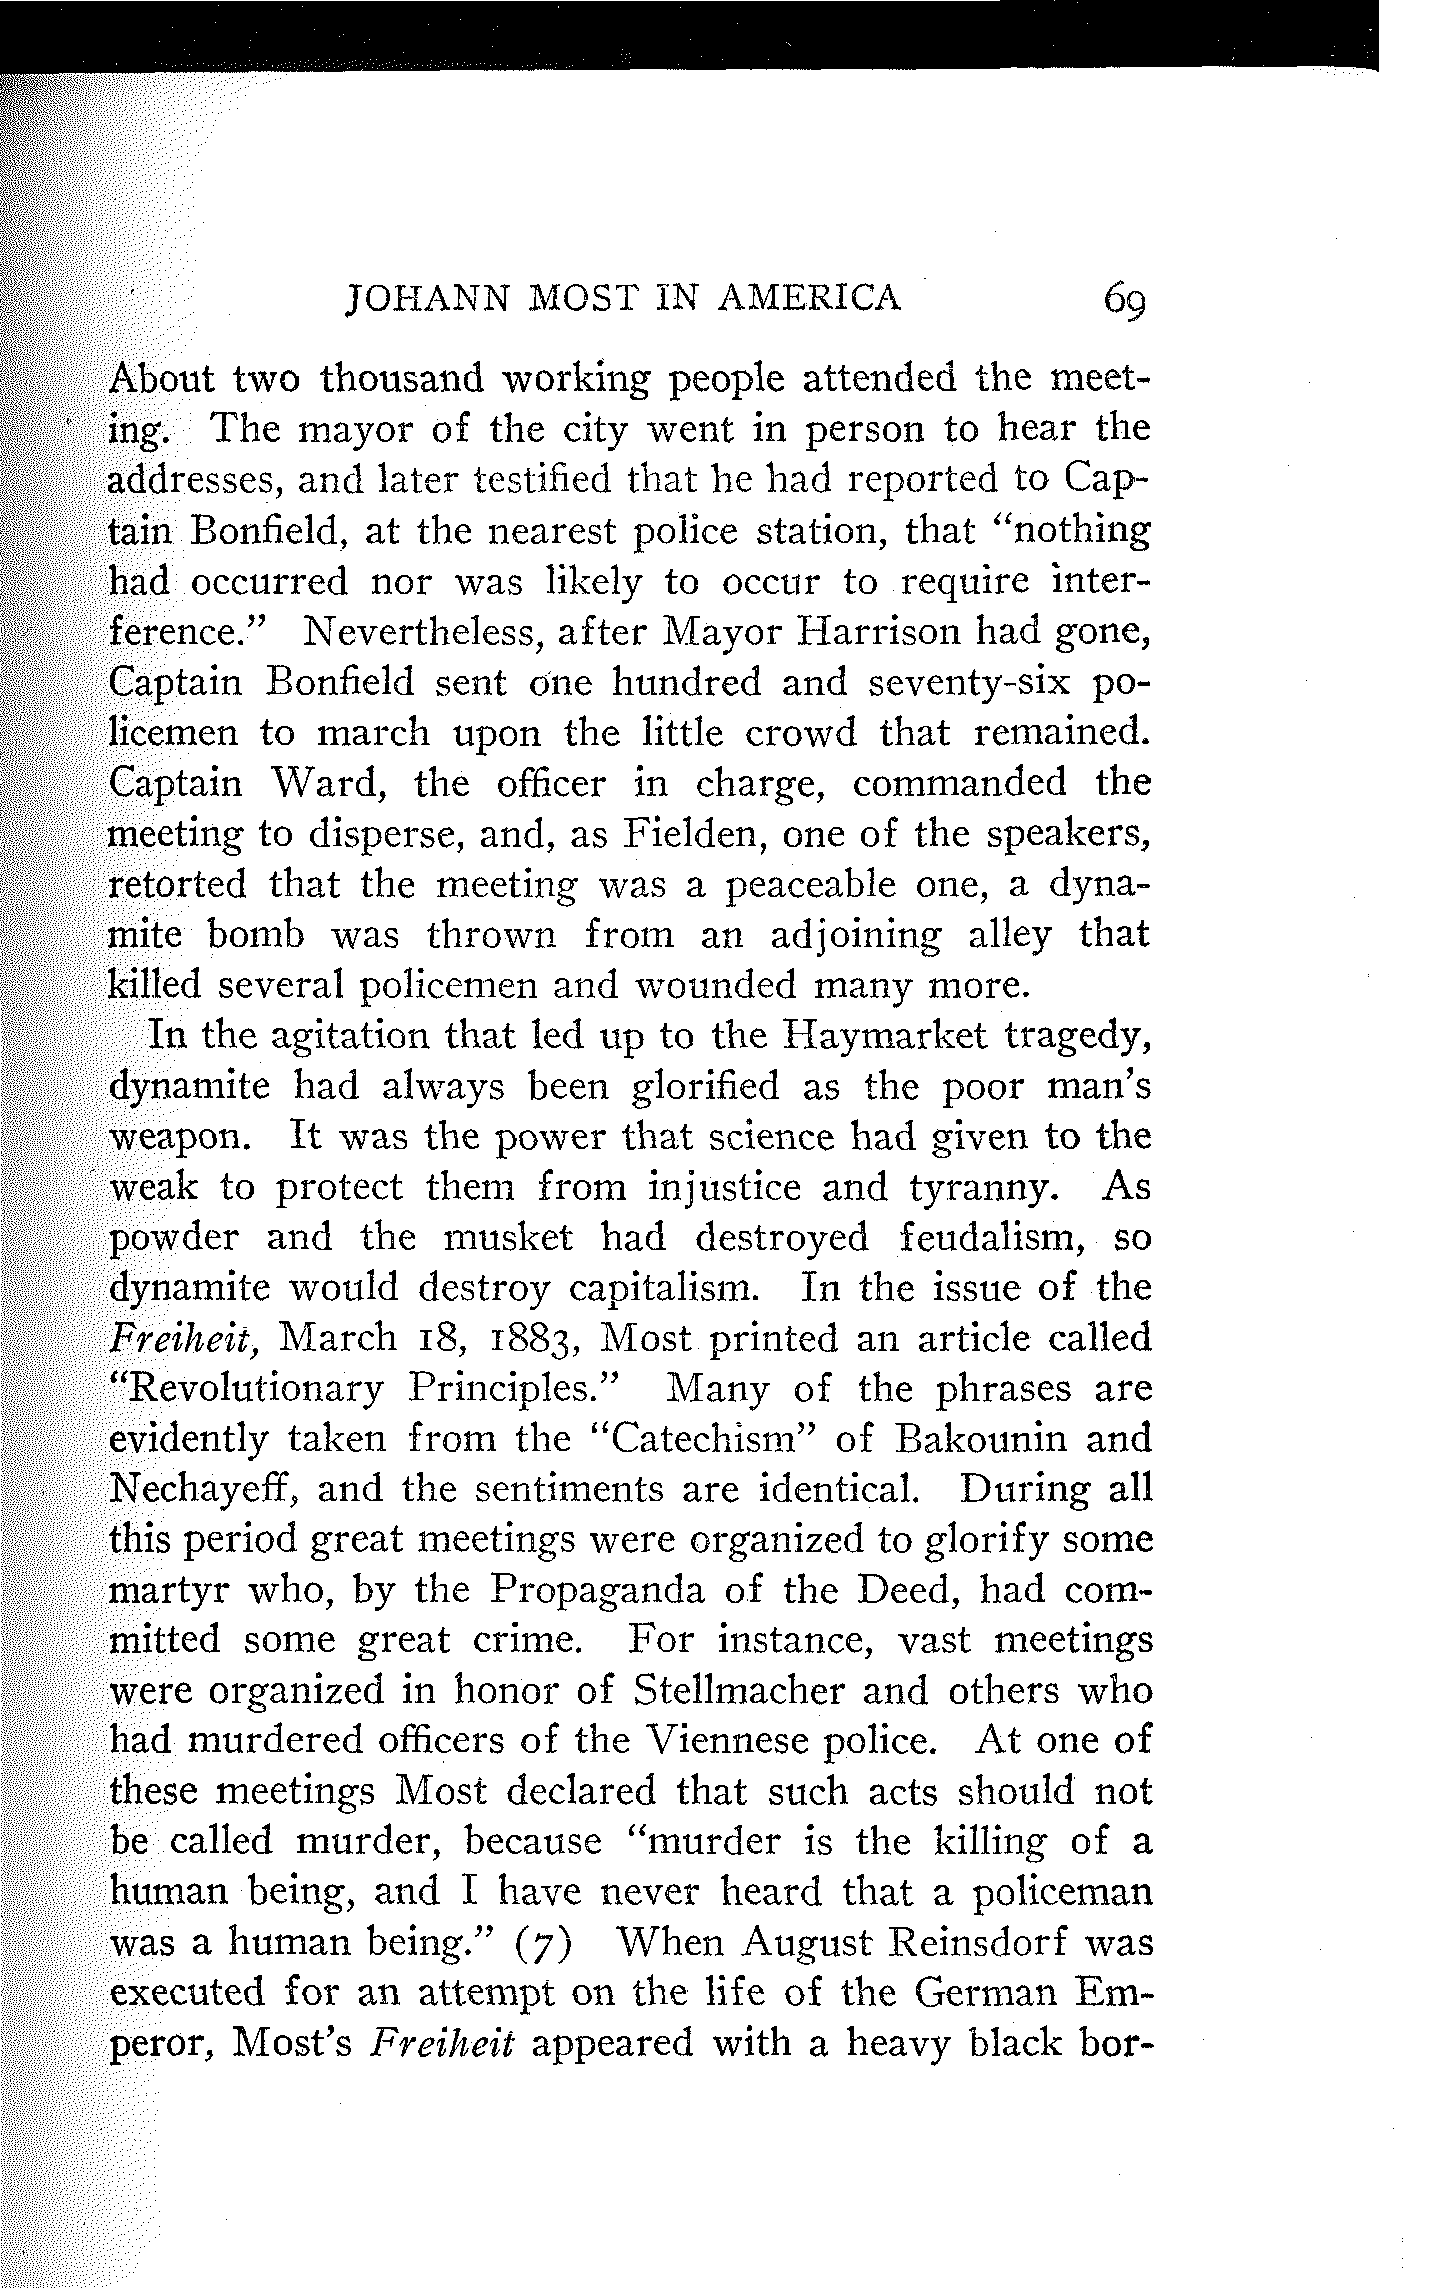 JOHANN MOST IN AMERICA 69
About two thousand working people attended the meet-
ing. The mayor of the city went in person to hear the
addresses, and later testified that he had reported to Cap-
tain Bonfield, at the nearest police station, that “nothing
had occurred nor was likely to occur to require inter-
ference.” Nevertheless, after Mayor Harrison had gone,
Captain Bonfield sent one hundred and seventy-six po-
licemen to march upon the little crowd that remained.
Captain Ward, the officer in charge, commanded the
meeting to disperse, and, as Fielden, one of the speakers,
retorted that the meeting was a peaceable one, a dyna-
mite bomb was thrown from an adjoining alley that
killed several policemen and wounded many more.
In the agitation that led up to the Haymarket tragedy,
dynamite had always been glorified as the poor man’s
weapon. It was the power that science had given to the
weak to protect them from injustice and tyranny. As
powder and the musket had destroyed feudalism, so
dynamite would destroy capitalism. In the issue of the
Freiheit, March 18, 1883, Most printed an article called
“Revolutionary Principles.” Many of the phrases are
evidently taken from the “Catechism” of Bakounin and
Nechayeff, and the sentiments are identical. During all
this period great meetings were organized to glorify some
martyr who, by the Propaganda of the Deed, had com-
mitted some great crime. For instance, vast meetings
were organized in honor of Stellmacher and others who
had murdered officers of the Viennese police. At one of
these meetings Most declared that such acts should not
be called murder, because “murder is the killing of a
human being, and I have never heard that a policeman
was a human being.” (7) When August Reinsdorf was
executed for an attempt on the life of the German Em-
peror, Most’s Freiheit appeared with a heavy black bor-